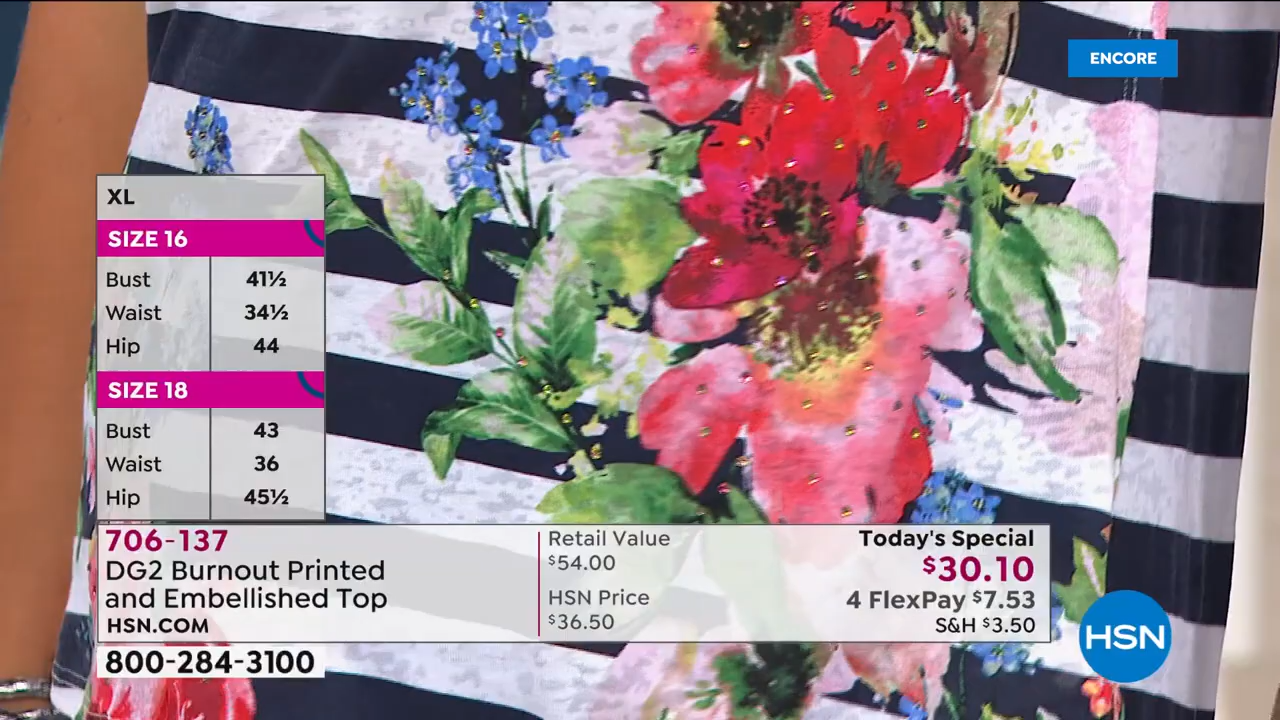 ENCORE
XL
SIZE 16
Bust 41½
Waist 34½
Hip 44
SIZE 18
Bust 43
Waist 36
Hip 45½
706-137
DG2 Burnout Printed
and Embellished Top
HSN.COM
800-284-3100
Retail Value
$54.00
HSN Price
$36.50
Today's Special
$30.10
4 FlexPay $7.53
S&H $3.50
HSN